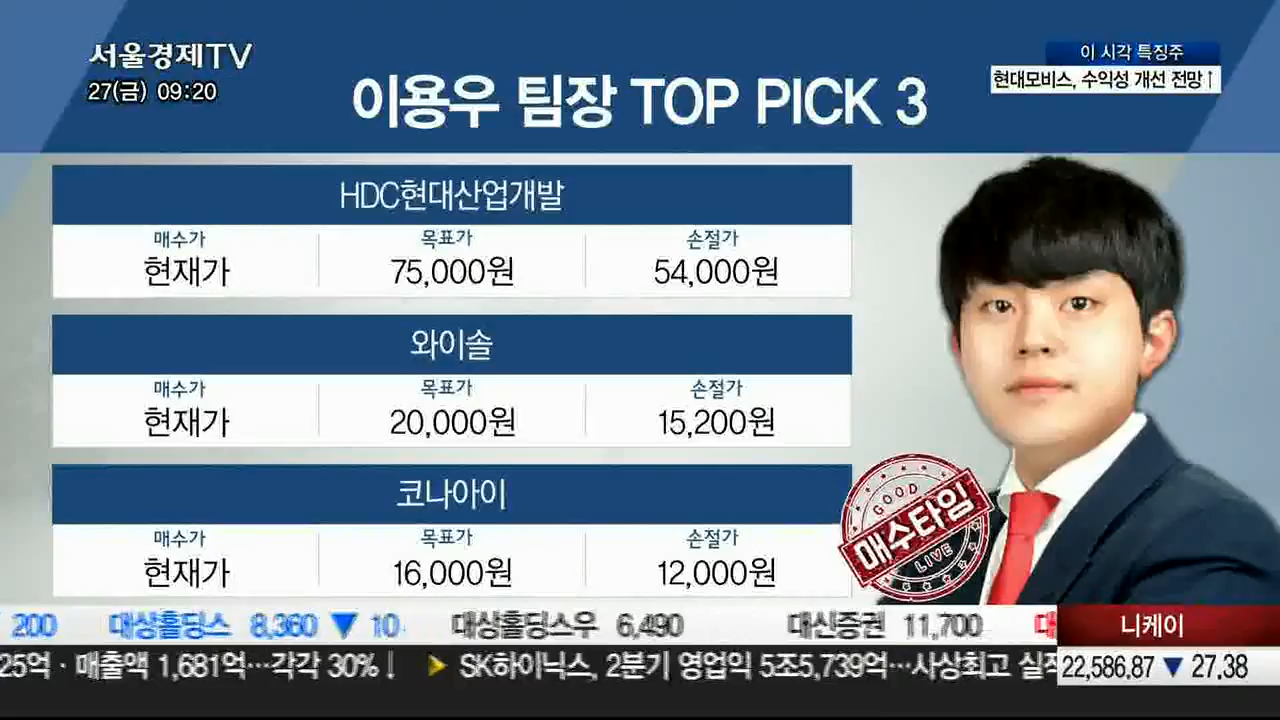 서울경제TV
27(금) 09:20
이용우 팀장 TOP PICK 3
이 시각 특징주
현대모비스, 수익성 개선 전망↑
HDC현대산업개발
매수가 목표가 손절가
현재가 75,000원 54,000원
와이솔
매수가 목표가 손절가
현재가 20,000원 15,200원
코나아이
매수가 목표가 손절가
현재가 16,000원 12,000원
GOOD
매수타임
LIVE
200 대상홀딩스 8,360 ▼ 10 대상홀딩스우 6,490 대신증권 11,700
니케이
25억 · 매출액 1,681억…각각 30%↓ ▶ SK하이닉스, 2분기 영업익 5조5,739억…사상최고 실적
22,586.87 ▼ 27.38